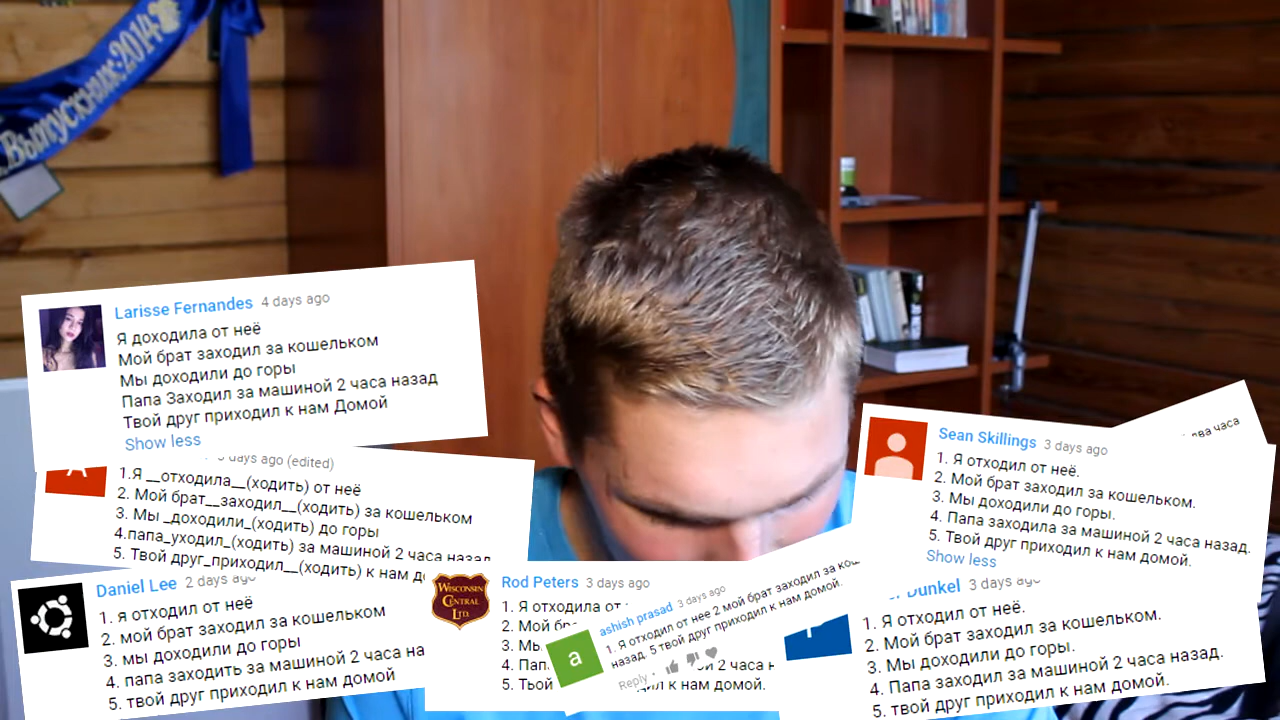 Выпускник 2014
Larisse Fernandes 4 days ago
Я доходила от неё
Мой брат заходил за кошельком
Мы доходили до горы
Папа Заходил за машиной 2 часа назад
Твой друг приходил к нам Домой
Show less
days ago (edited)
1.Я __отходила__(ходить) от неё
2. Мой брат__заходил__(ходить) за кошельком
3. Мы _доходили_(ходить) до горы
4.папа_уходил_(ходить) за машиной 2 часа назад
5. Твой друг_приходил__(ходить) к нам
Daniel Lee 2 days ago
1. я отходил от неё
2. мой брат заходил за кошельком
3. мы доходили до горы
4. папа заходить за машиной 2 часа
5. твой друг приходил к нам домой
WISCONSIN
CENTRAL
LTD.
Rod Peters 3 days ago
1. Я отходила от
2. Мой
3.
4.
5. Тьой
2 часа
к нам домой.
a
ashish prasad 3 days ago
1. Я отходил от нее 2 мой брат заходил за
назад. 5 твой друг приходил к нам домой.
Reply
два часа
Sean Skillings 3 days ago
1. Я отходил от неё.
2. Мой брат заходил за кошельком.
3. Мы доходили до горы.
4. Папа заходила за машиной 2 часа назад.
5. Твой друг приходил к нам домой.
Show less
Dunkel 3 days ago
1. Я отходил от неё.
2. Мой брат заходил за кошельком.
3. Мы доходили до горы.
4. Папа заходил за машиной 2 часа назад.
5. твой друг приходил к нам домой.